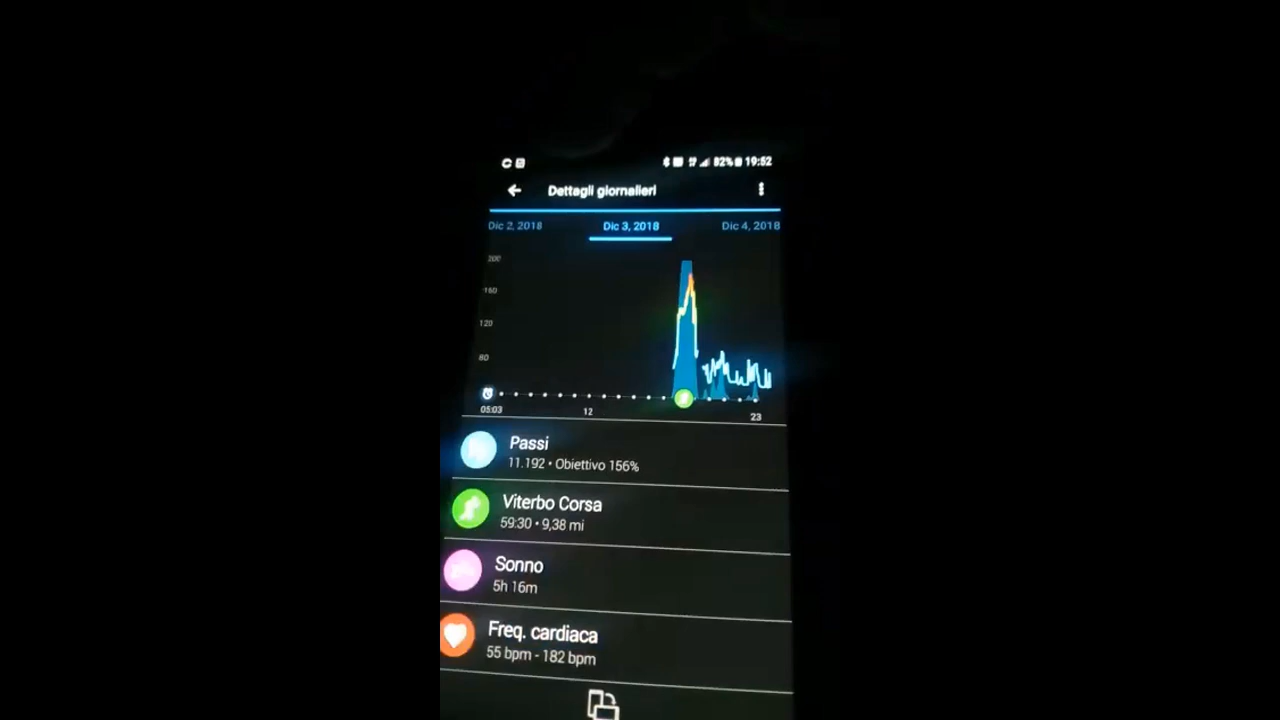 82% 19:52
Dettagli giornalieri
Dic 2, 2018 Dic 3, 2018 Dic 4, 2018
200
160
120
80
05:03 12 23
Passi
11.192 • Obiettivo 156%
Viterbo Corsa
59:30 • 9,38 mi
Sonno
5h 16m
Freq. cardiaca
55 bpm - 182 bpm